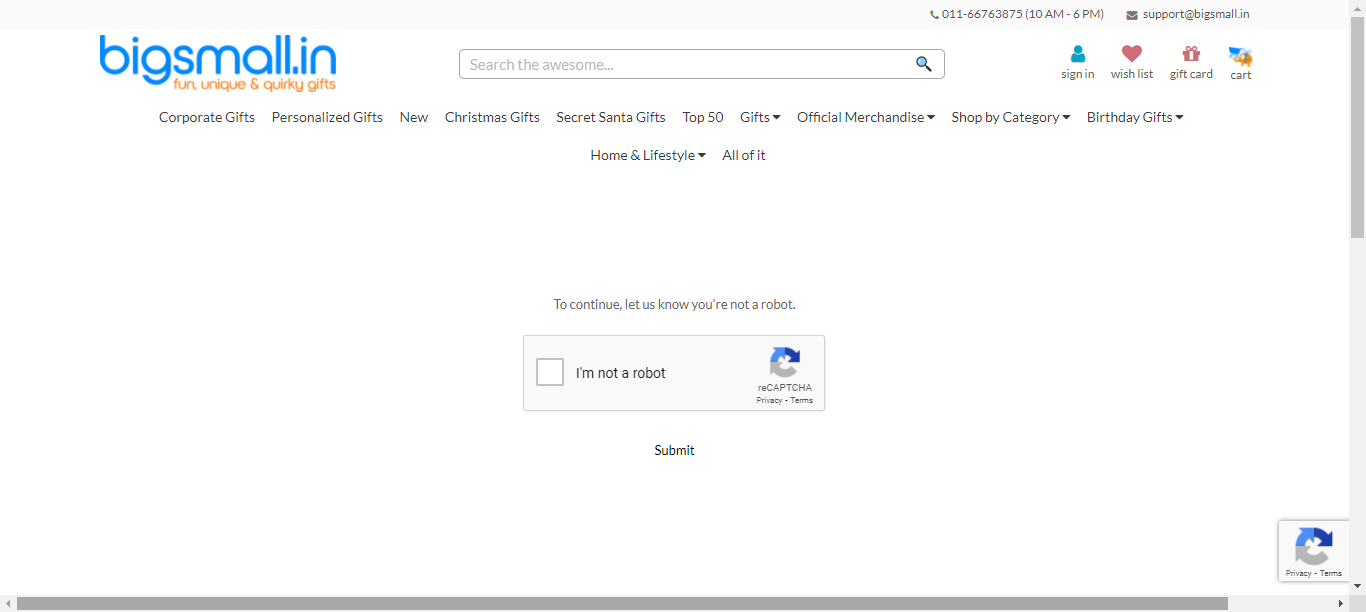 011-66763875 (10 AM - 6 PM) support@bigsmall.in
bigsmall.in
fun, unique & quirky gifts
Search the awesome...
sign in wish list gift card cart
Corporate Gifts Personalized Gifts New Christmas Gifts Secret Santa Gifts Top 50 Gifts Official Merchandise Shop by Category Birthday Gifts
Home & Lifestyle All of it
To continue, let us know you're not a robot.
I'm not a robot
reCAPTCHA
Privacy - Terms
Submit
Privacy - Terms